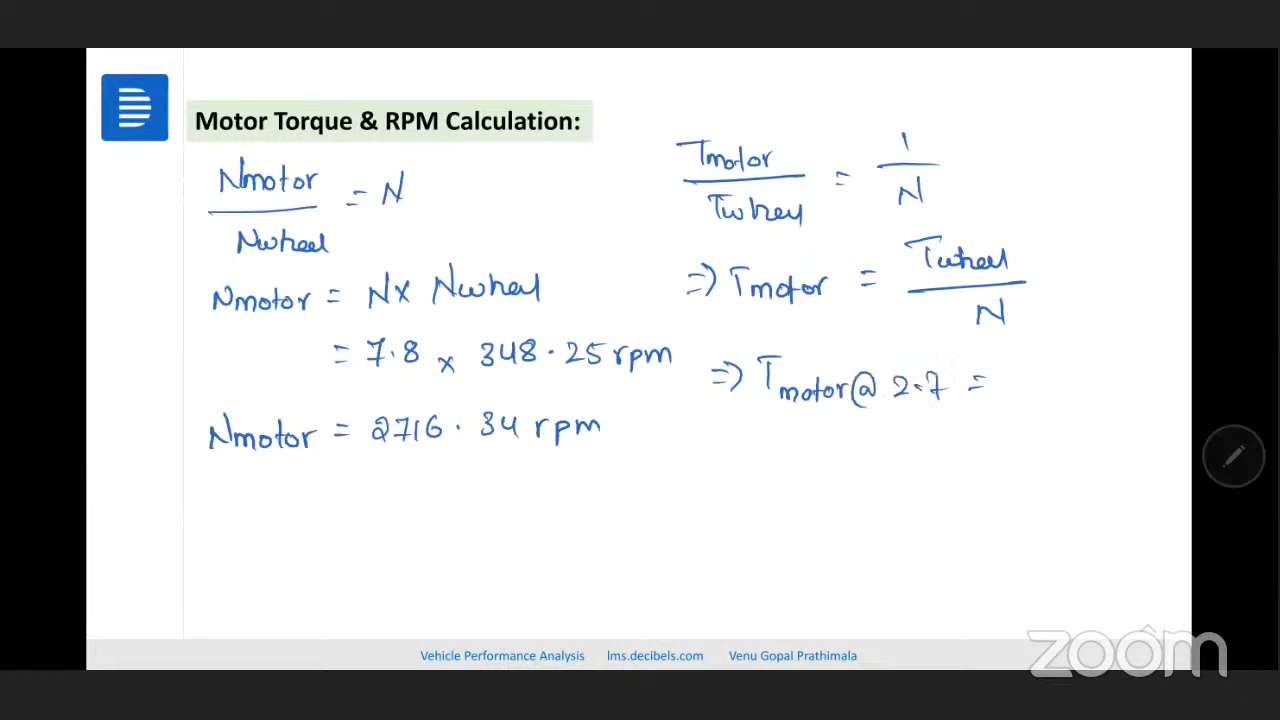 Motor Torque & RPM Calculation:
Nmotor / Nwheel = N
Nmotor = N x Nwheel
= 7.8 x 348.25 rpm
Nmotor = 2716.34 rpm
Tmotor / Twheel = 1 / N
=> Tmotor = Twheel / N
=> Tmotor@ 2.7 =
Vehicle Performance Analysis lms.decibels.com Venu Gopal Prathimala
zoom